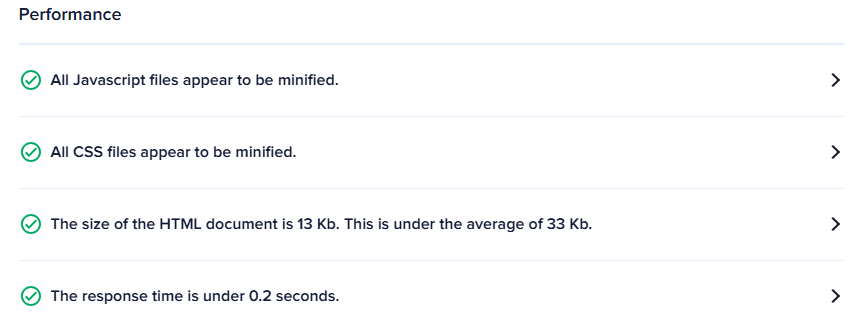 Performance
All Javascript files appear to be minified.
All CSS files appear to be minified.
The size of the HTML document is 13 Kb. This is under the average of 33 Kb.
The response time is under 0.2 seconds.